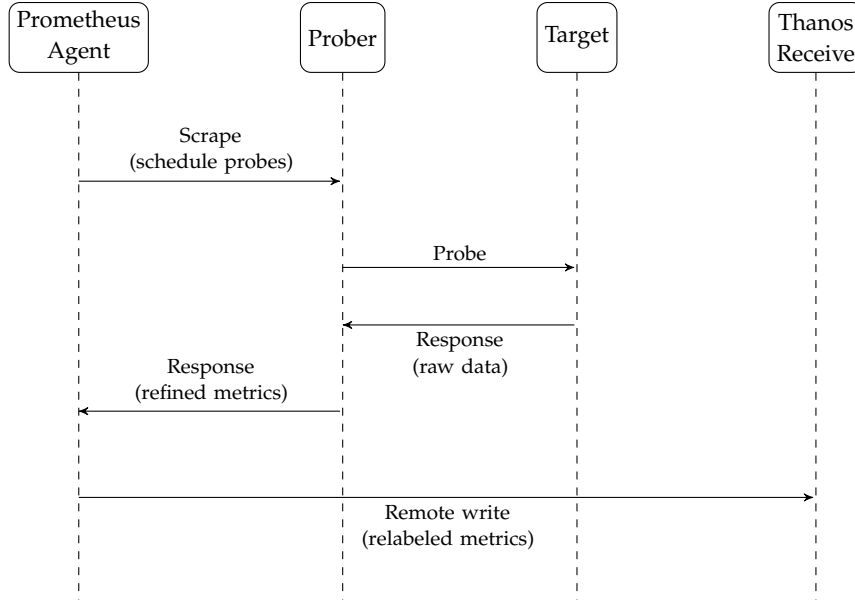 Prometheus
Agent
Prober
Target
Thanos
Receive
Scrape
(schedule probes)
Probe
Response
(raw data)
Response
(refined metrics)
Remote write
(relabeled metrics)